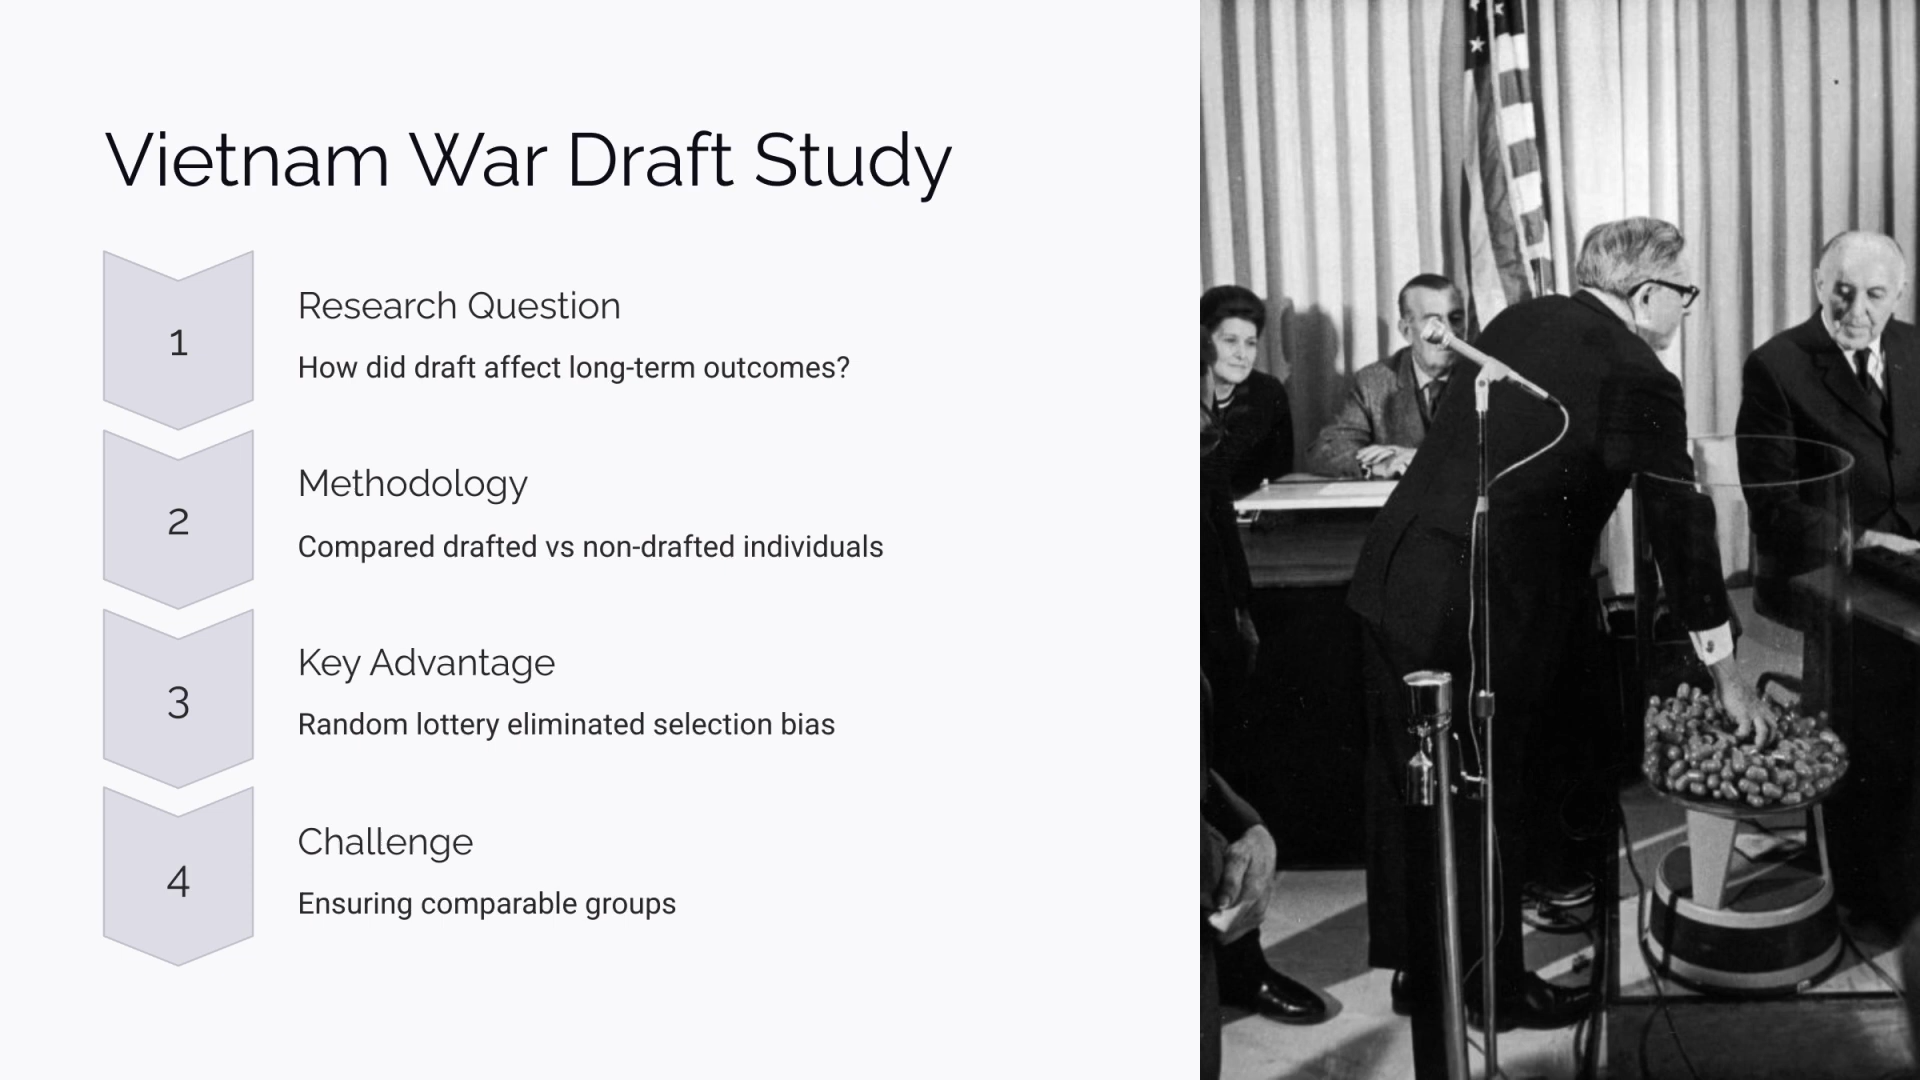 Vietnam War Draft Study
1
Research Question
How did draft affect long-term outcomes?
2
Methodology
Compared drafted vs non-drafted individuals
3
Key Advantage
Random lottery eliminated selection bias
4
Challenge
Ensuring comparable groups